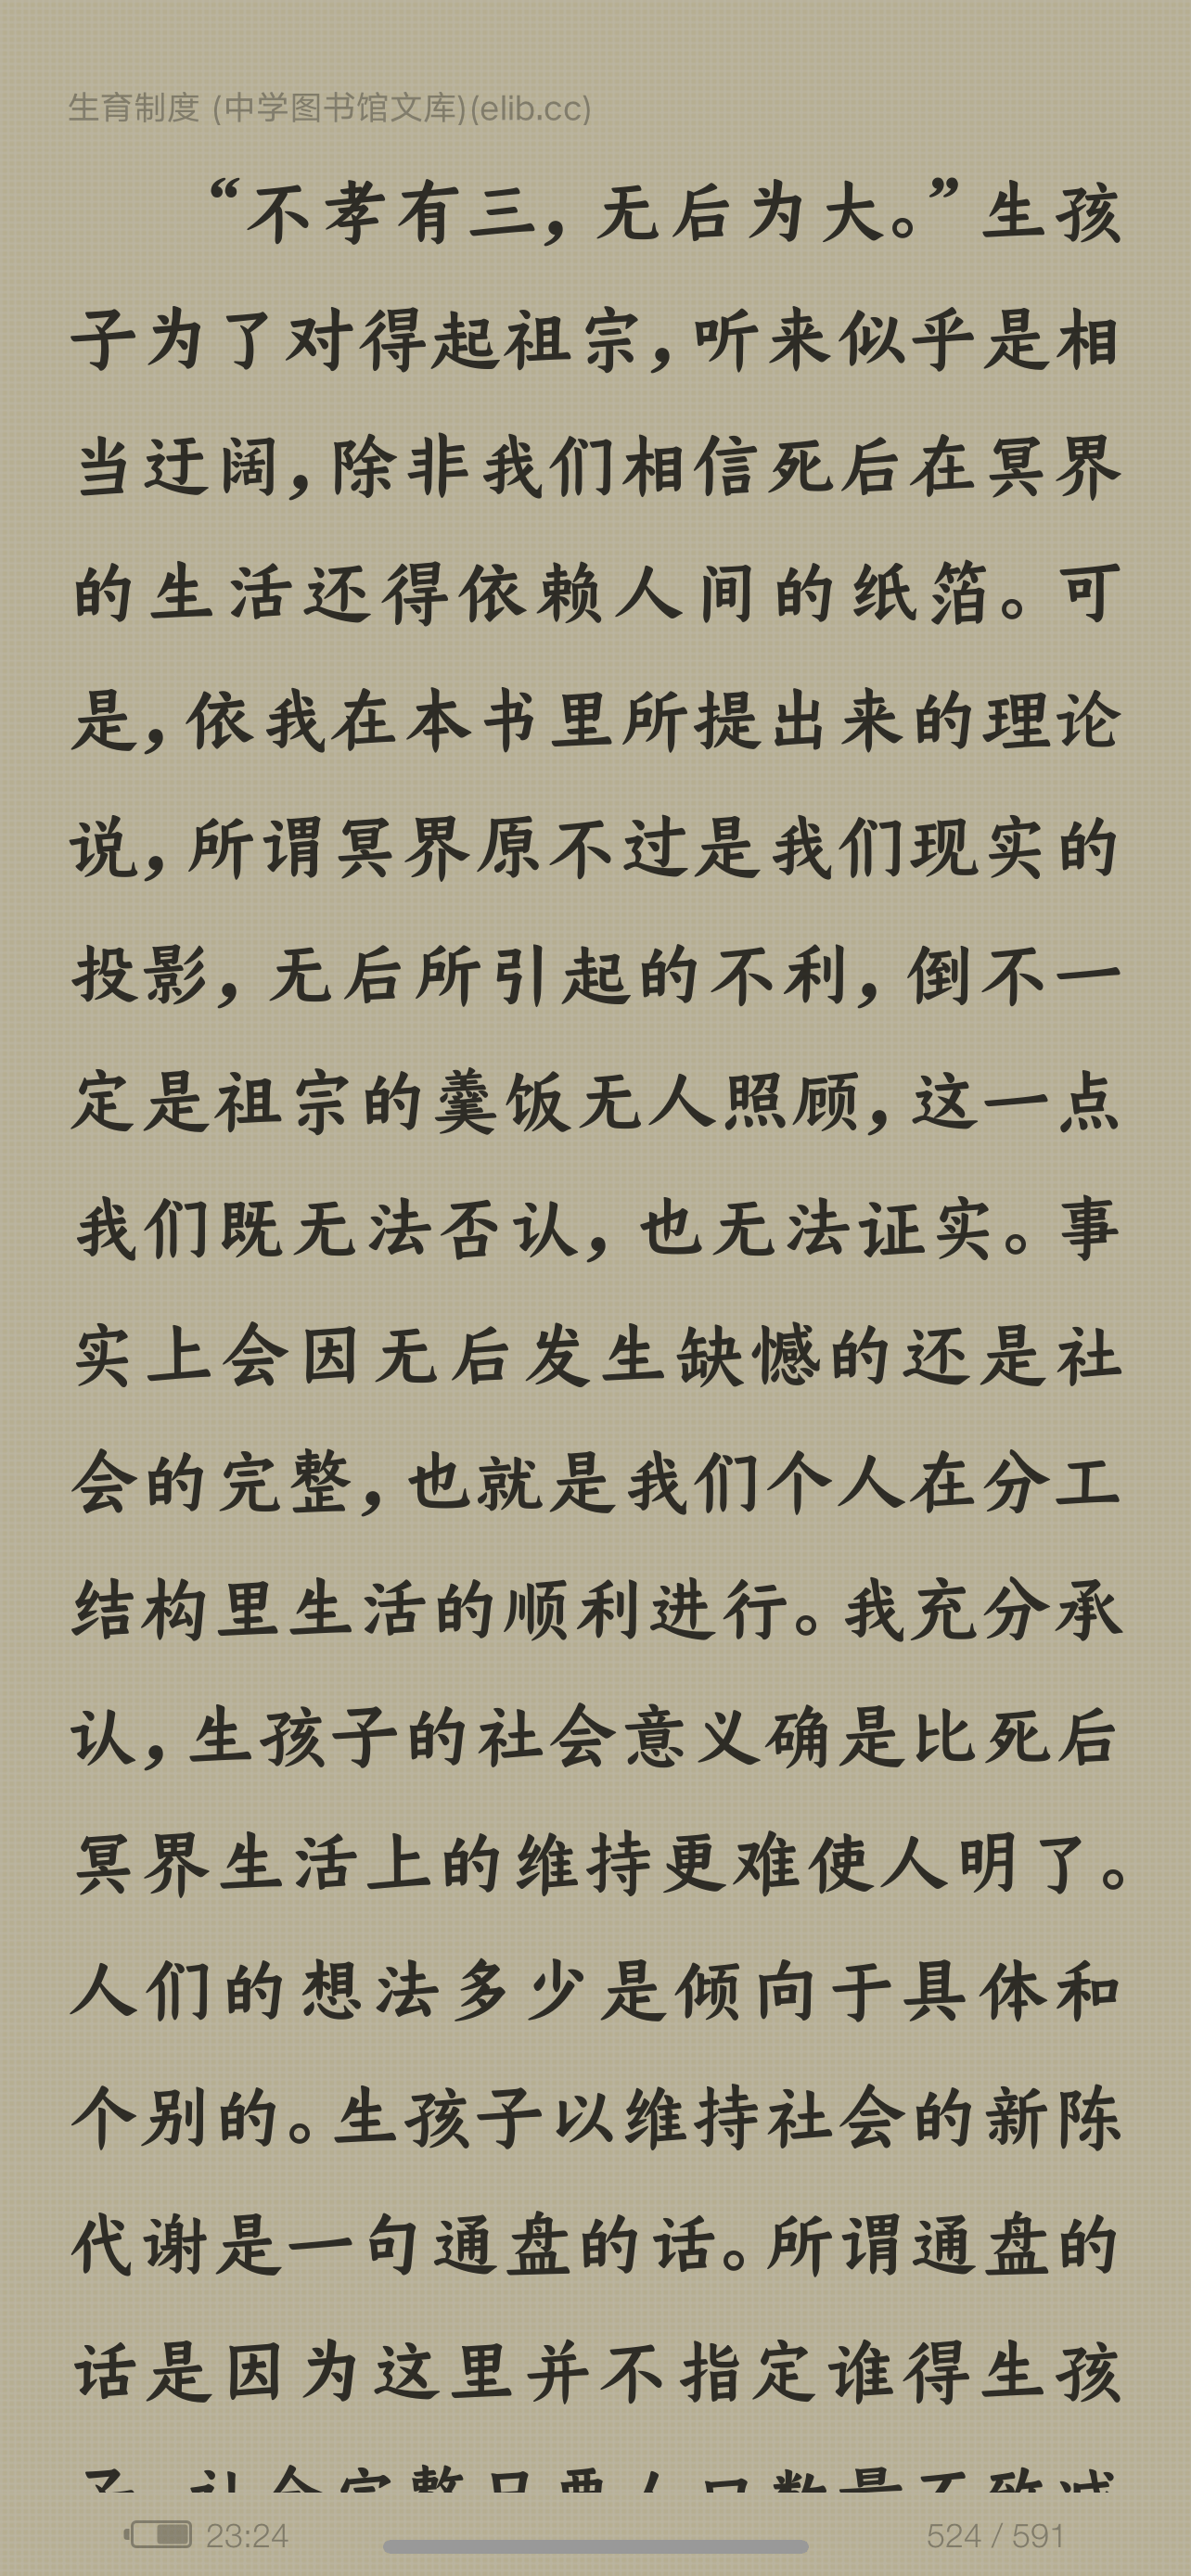 生育制度 (中学图书馆文库)(elib.cc)
“不孝有三，无后为大。”生孩
子为了对得起祖宗，听来似乎是相
当迂阔，除非我们相信死后在冥界
的生活还得依赖人间的纸箔。可
是，依我在本书里所提出来的理论
说，所谓冥界原不过是我们现实的
投影，无后所引起的不利，倒不一
定是祖宗的羹饭无人照顾，这一点
我们既无法否认，也无法证实。事
实上会因无后发生缺憾的还是社
会的完整，也就是我们个人在分工
结构里生活的顺利进行。我充分承
认，生孩子的社会意义确是比死后
冥界生活上的维持更难使人明了。
人们的想法多少是倾向于具体和
个别的。生孩子以维持社会的新陈
代谢是一句通盘的话。所谓通盘的
话是因为这里并不指定谁得生孩
23:24
524 / 591